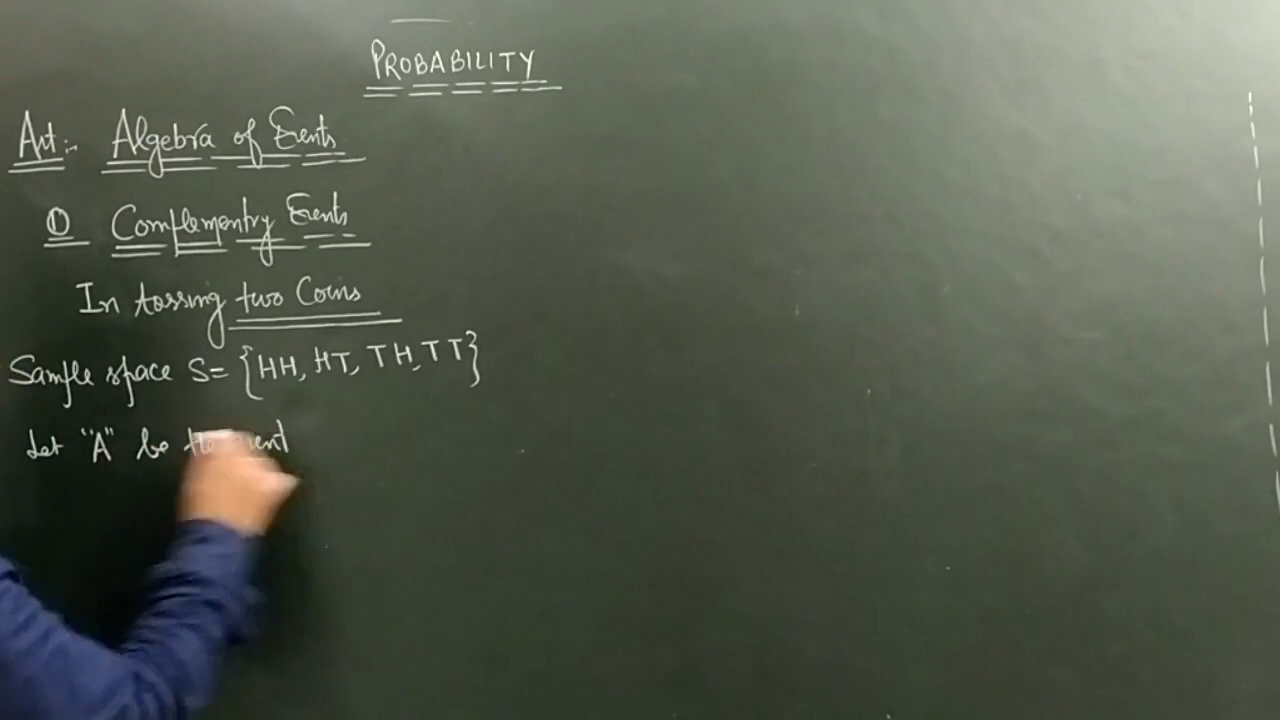 PROBABILITY
Art:- Algebra of Events
① Complementry Events
In tossing two Coins
Sample space S= {HH, HT, TH, TT}
Let "A" be